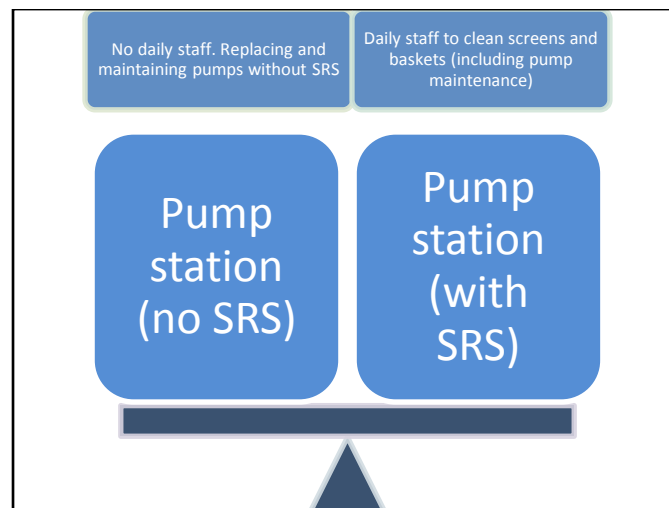 No daily staff. Replacing and
maintaining pumps without SRS
Daily staff to clean screens and
baskets (including pump
maintenance)
Pump
station
(no SRS)
Pump
station
(with
SRS)